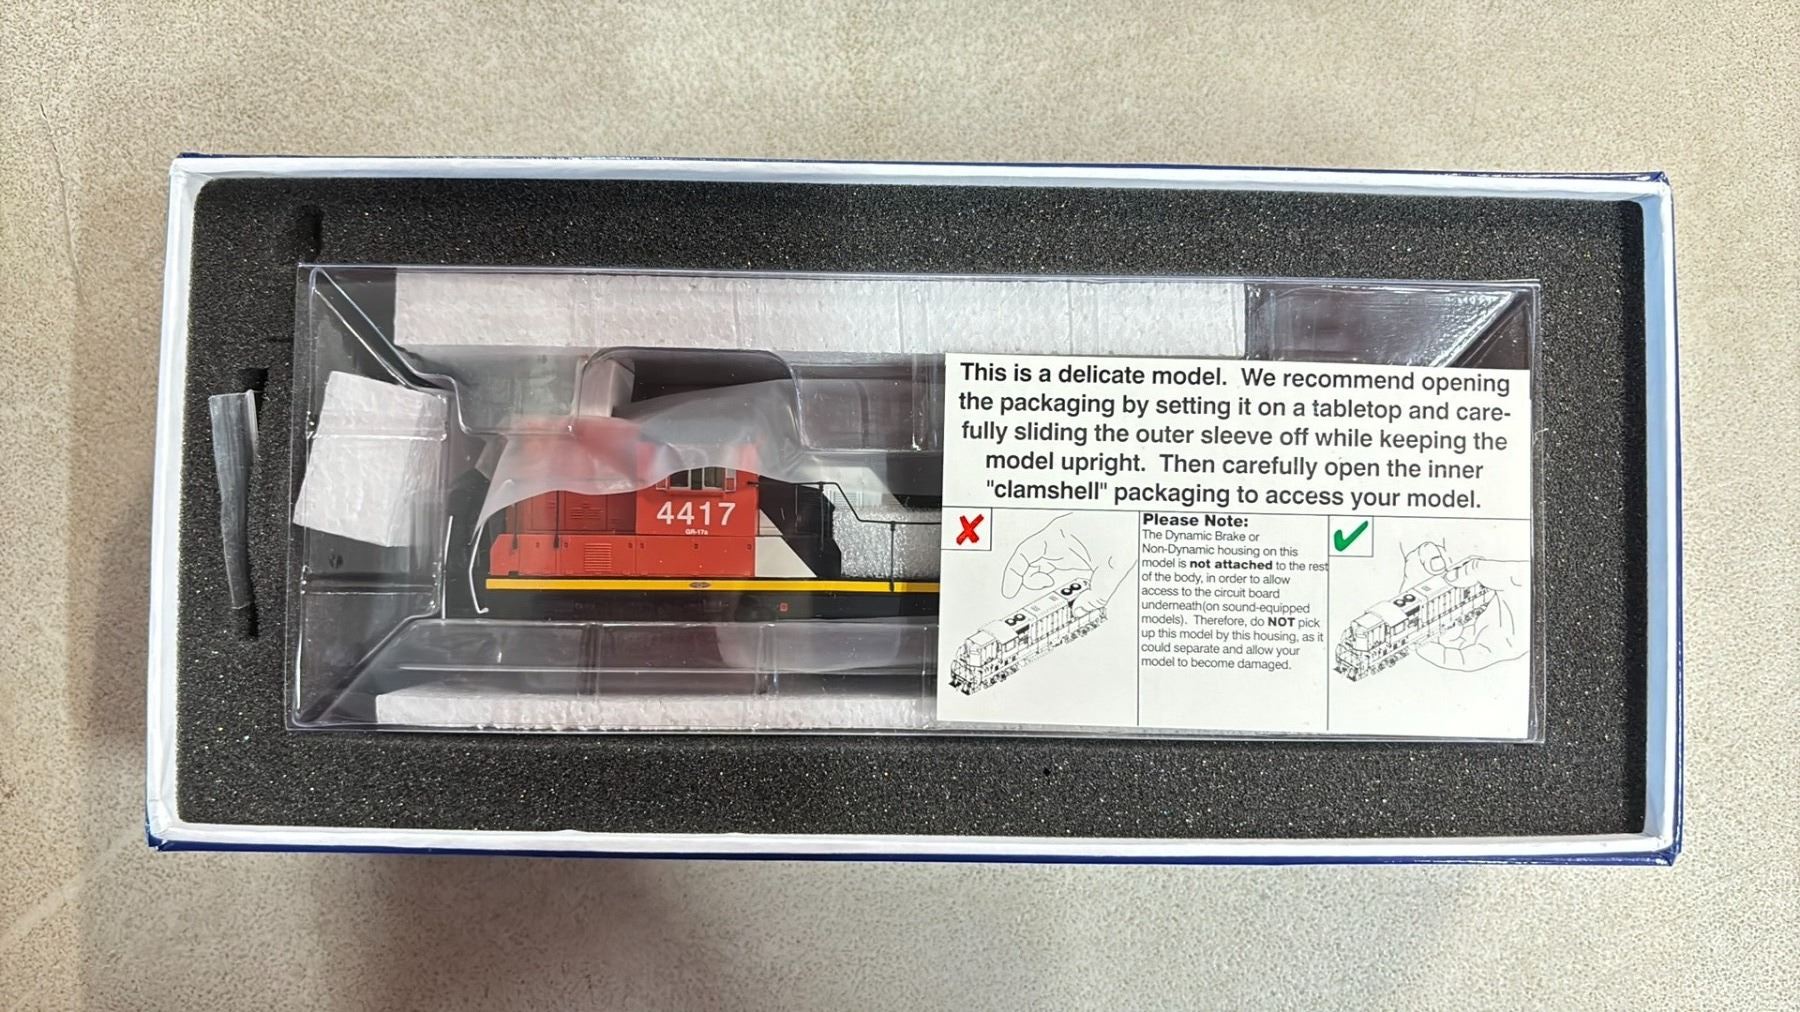 4417
GR-17a
This is a delicate model. We recommend opening
the packaging by setting it on a tabletop and care-
fully sliding the outer sleeve off while keeping the
model upright. Then carefully open the inner
"clamshell" packaging to access your model.
Please Note:
The Dynamic Brake or
Non-Dynamic housing on this
model is not attached to the rest
of the body, in order to allow
access to the circuit board
underneath(on sound-equipped
models). Therefore, do NOT pick
up this model by this housing, as it
could separate and allow your
model to become damaged.